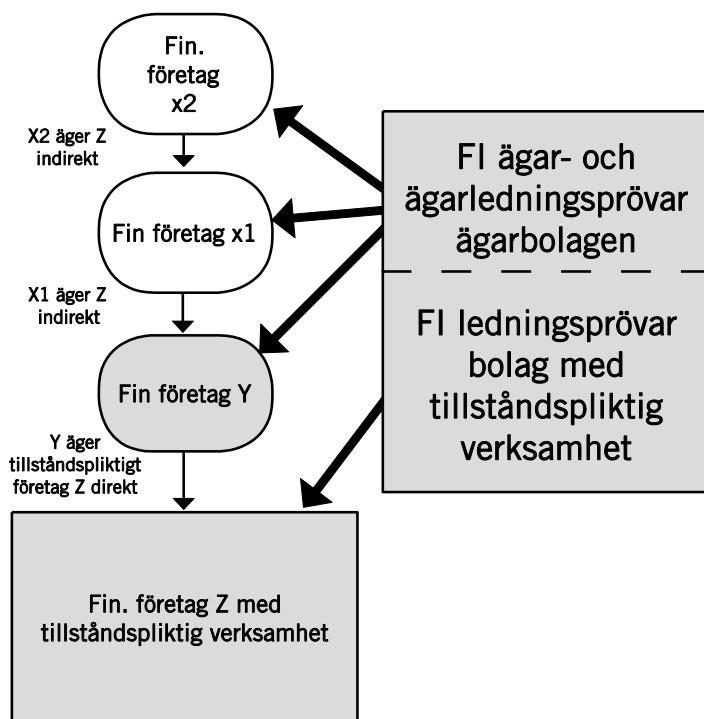 Fin.
företag
x2
X2 äger Z
indirekt
Fin företag x1
X1 äger Z
indirekt
Fin företag Y
Y äger
tillståndspliktigt
företag Z direkt
Fin. företag Z med
tillståndspliktig verksamhet
FI ägar- och
ägarledningsprövar
ägarbolagen
FI ledningsprövar
bolag med
tillståndspliktig
verksamhet